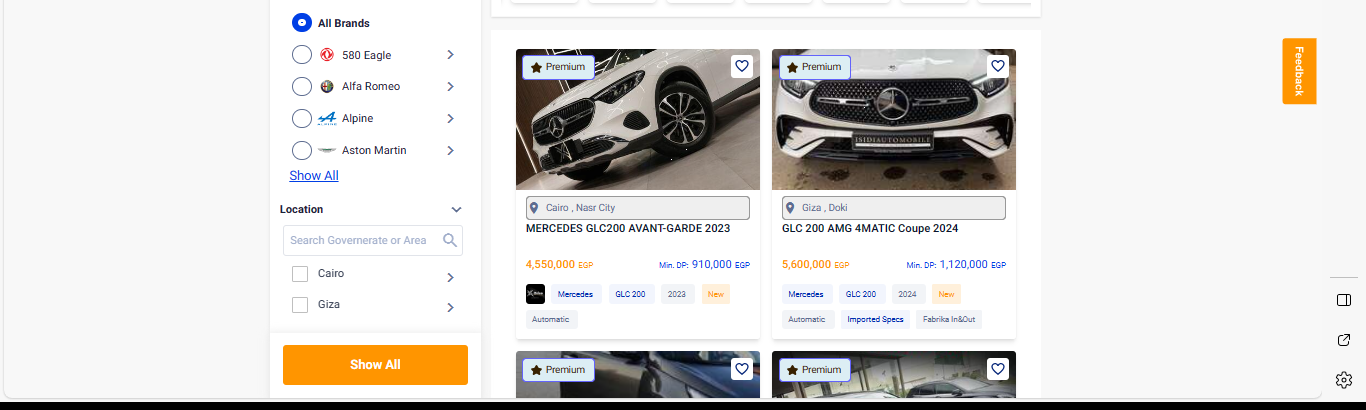 All Brands
580 Eagle
Alfa Romeo
Alpine
Aston Martin
Show All
Location
Search Governerate or Area
Cairo
Giza
Show All
Premium
Cairo , Nasr City
MERCEDES GLC200 AVANT-GARDE 2023
4,550,000 EGP Min. DP: 910,000 EGP
Mercedes GLC 200 2023 New
Automatic
Premium
ISIDIAUTOMOBILE
Giza , Doki
GLC 200 AMG 4MATIC Coupe 2024
5,600,000 EGP Min. DP: 1,120,000 EGP
Mercedes GLC 200 2024 New
Automatic Imported Specs Fabrika In&Out
Premium
Premium
Feedback